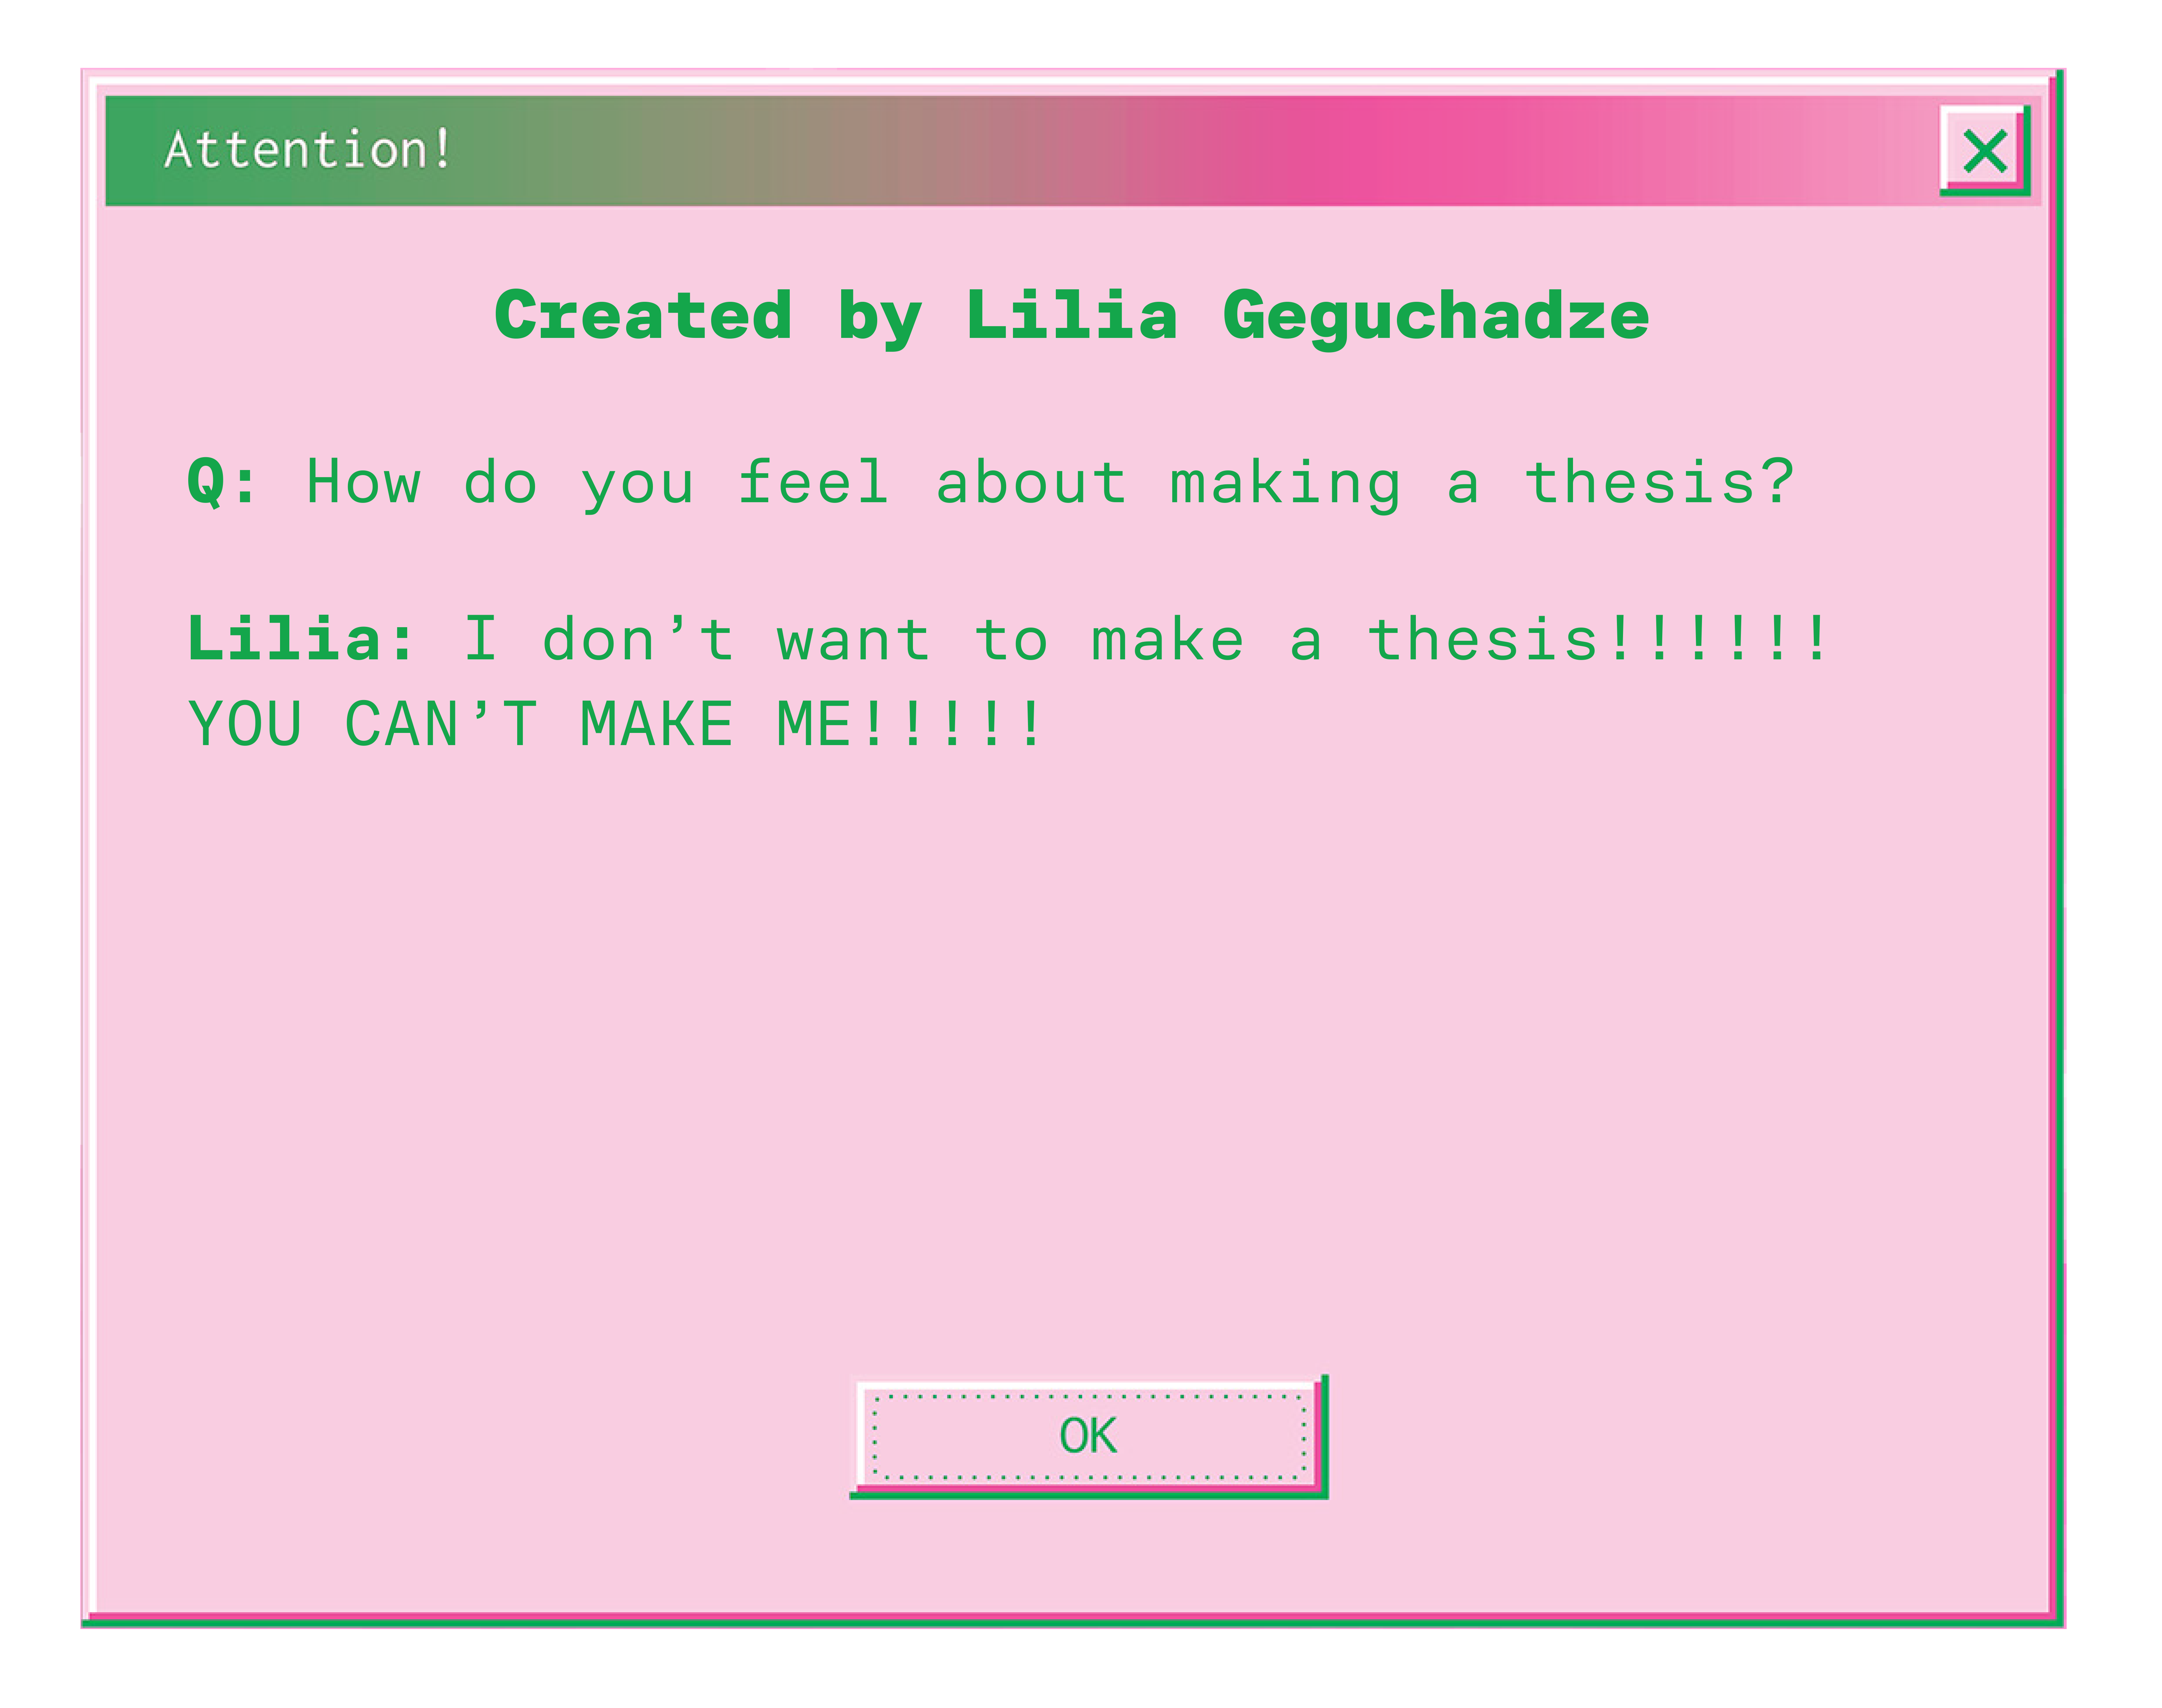 Attention!
Created by Lilia Geguchadze
Q: How do you feel about making a thesis?
Lilia: I don’t want to make a thesis!!!!!!
YOU CAN’T MAKE ME!!!!!
OK